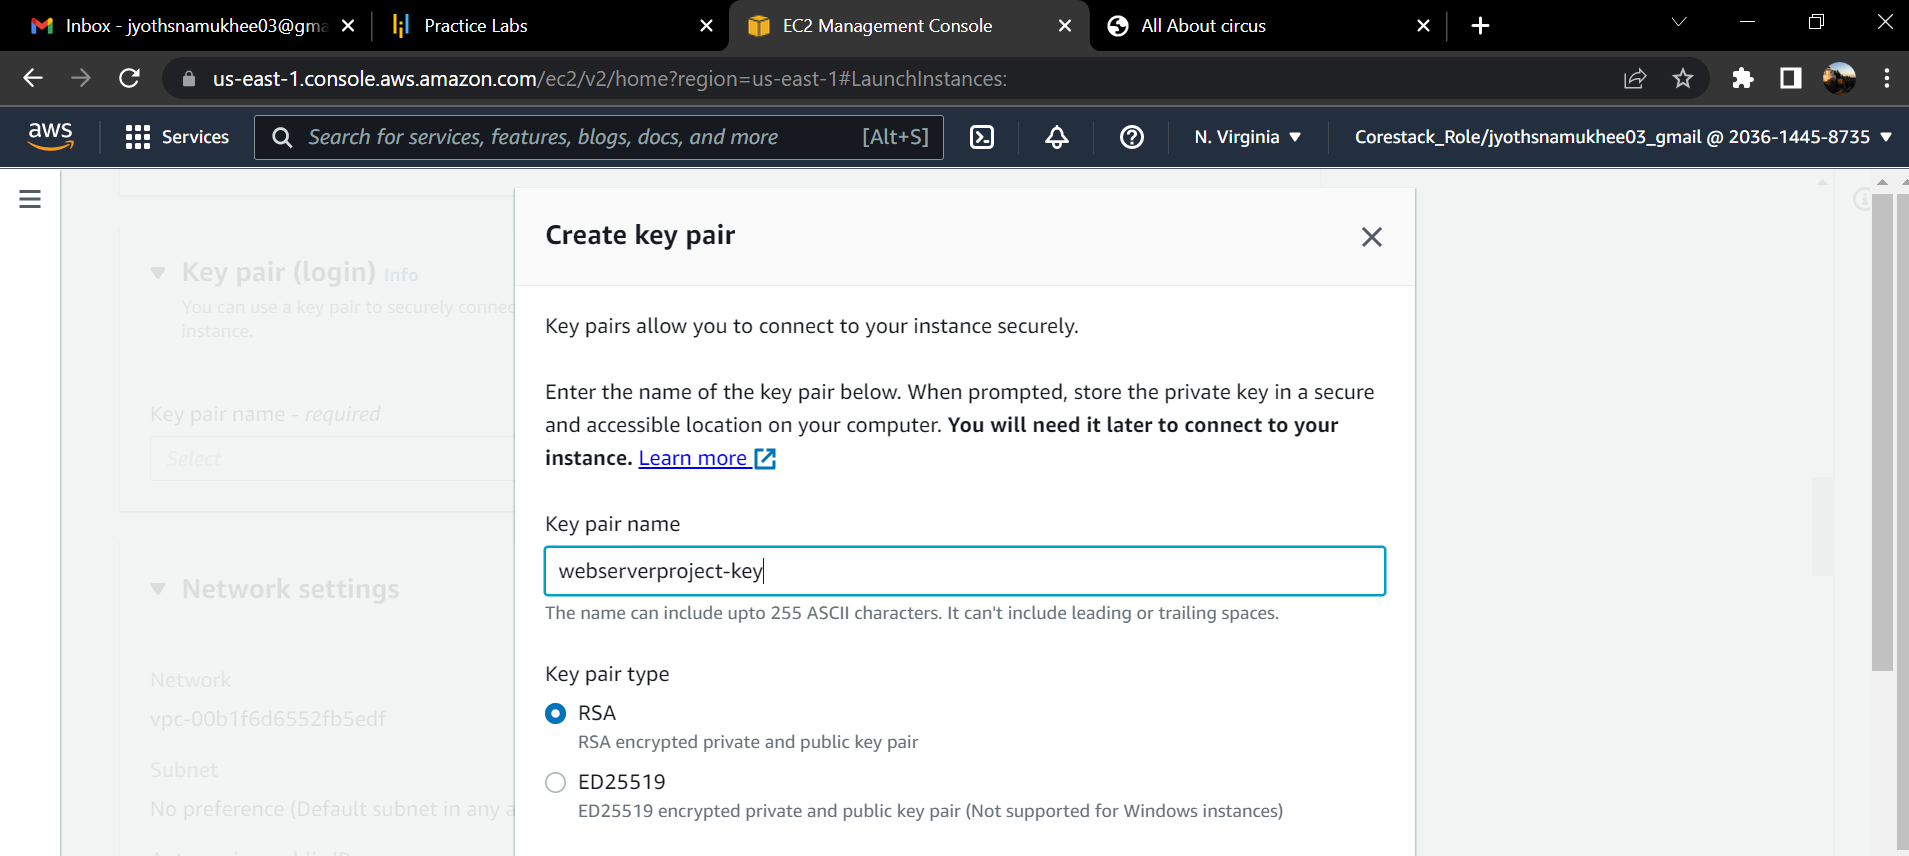 Inbox - jyothsnamukhee03@gma
Practice Labs
EC2 Management Console
All About circus
us-east-1.console.aws.amazon.com/ec2/v2/home?region=us-east-1#LaunchInstances:
aws
Services
Search for services, features, blogs, docs, and more
[Alt+S]
N. Virginia
Corestack_Role/jyothsnamukhee03_gmail @ 2036-1445-8735
Create key pair
Key pair (login) Info
You can use a key pair to securely connec
instance.
Key pairs allow you to connect to your instance securely.
Enter the name of the key pair below. When prompted, store the private key in a secure
and accessible location on your computer. You will need it later to connect to your
instance. Learn more
Key pair name - required
Select
Key pair name
webserverproject-key
The name can include upto 255 ASCII characters. It can't include leading or trailing spaces.
Network settings
Network
vpc-00b1f6d6552fb5edf
Subnet
No preference (Default subnet in any a
Key pair type
RSA
RSA encrypted private and public key pair
ED25519
ED25519 encrypted private and public key pair (Not supported for Windows instances)